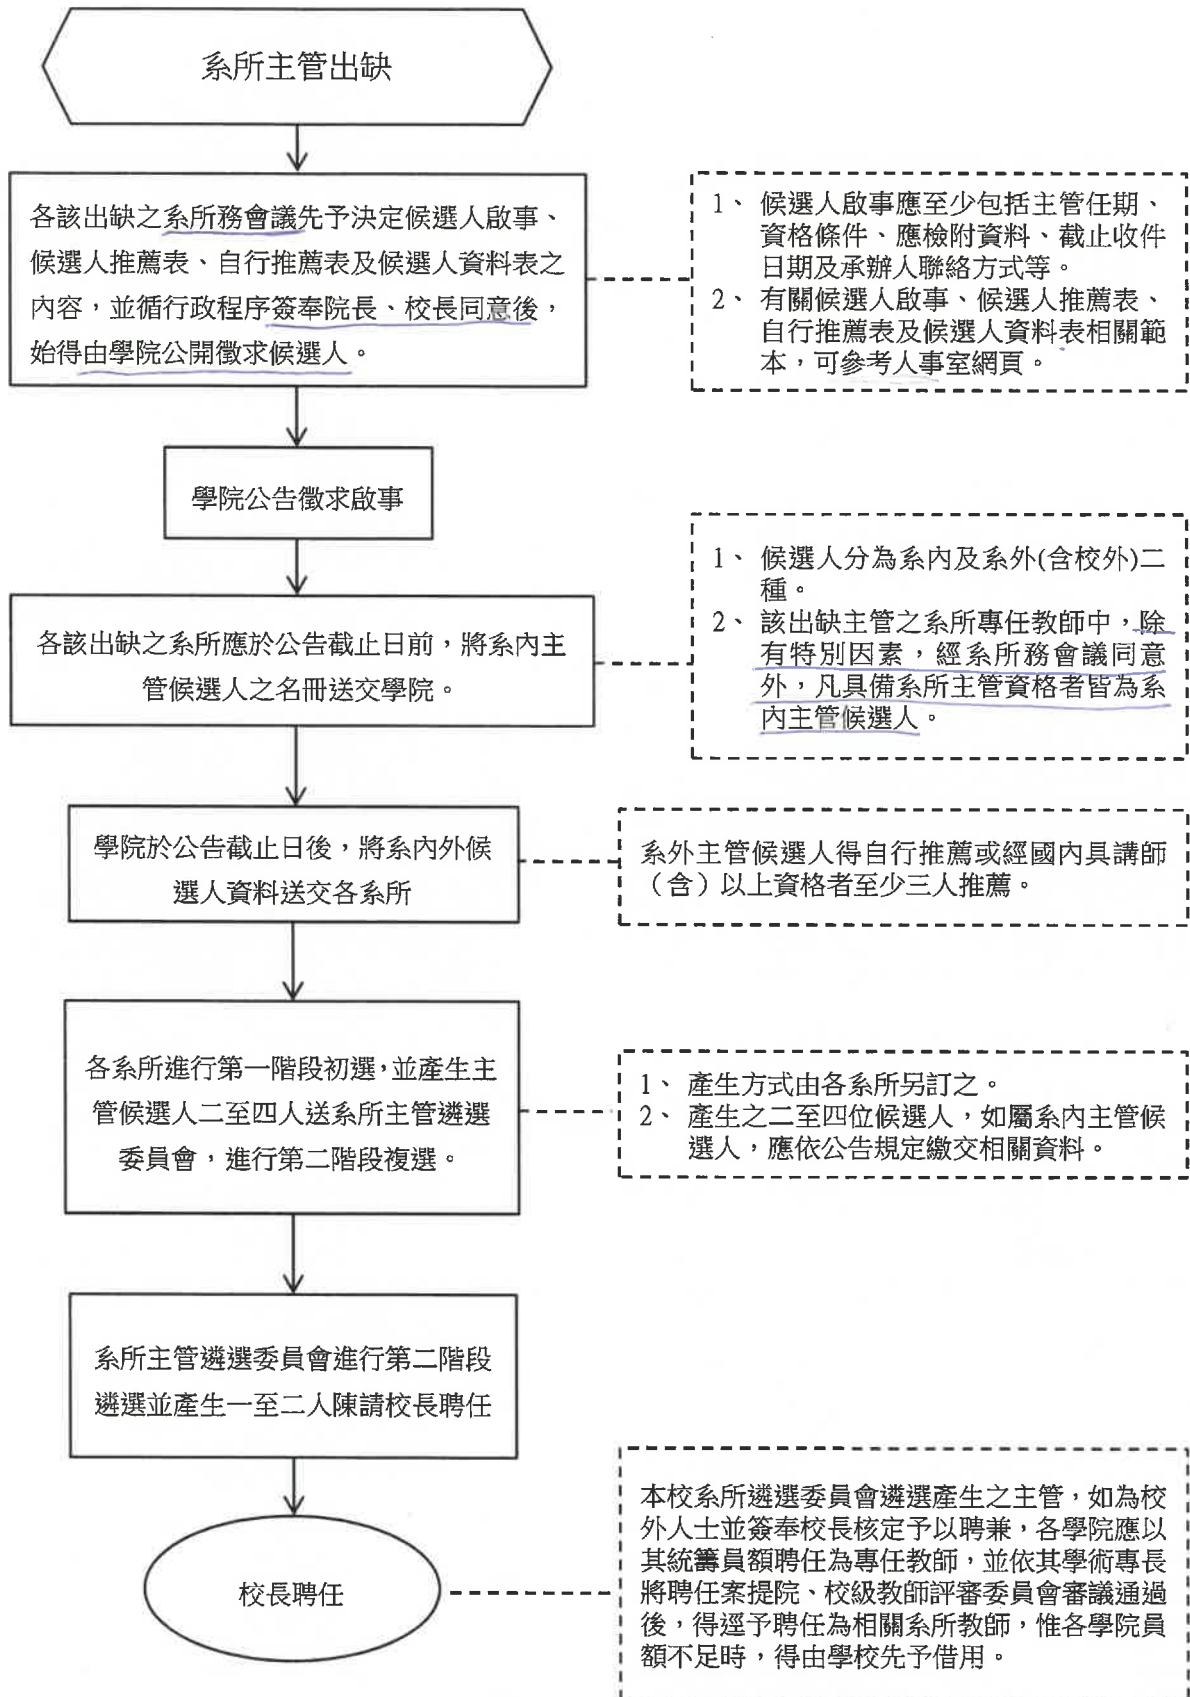 系所主管出缺
各該出缺之系所務會議先予決定候選人啟事、
候選人推薦表、自行推薦表及候選人資料表之
內容，並循行政程序簽奉院長、校長同意後，
始得由學院公開徵求候選人。
1、 候選人啟事應至少包括主管任期、
資格條件、應檢附資料、截止收件
日期及承辦人聯絡方式等。
2、 有關候選人啟事、候選人推薦表、
自行推薦表及候選人資料表相關範
本，可參考人事室網頁。
學院公告徵求啟事
各該出缺之系所應於公告截止日前，將系內主
管候選人之名冊送交學院。
1、 候選人分為系內及系外(含校外)二
種。
2、 該出缺主管之系所專任教師中，除
有特別因素，經系所務會議同意
外，凡具備系所主管資格者皆為系
內主管候選人。
學院於公告截止日後，將系內外候
選人資料送交各系所
系外主管候選人得自行推薦或經國內具講師
（含）以上資格者至少三人推薦。
各系所進行第一階段初選，並產生主
管候選人二至四人送系所主管遴選
委員會，進行第二階段複選。
1、 產生方式由各系所另訂之。
2、 產生之二至四位候選人，如屬系內主管候
選人，應依公告規定繳交相關資料。
系所主管遴選委員會進行第二階段
遴選並產生一至二人陳請校長聘任
校長聘任
本校系所遴選委員會遴選產生之主管，如為校
外人士並簽奉校長核定予以聘兼，各學院應以
其統籌員額聘任為專任教師，並依其學術專長
將聘任案提院、校級教師評審委員會審議通過
後，得逕予聘任為相關系所教師，惟各學院員
額不足時，得由學校先予借用。